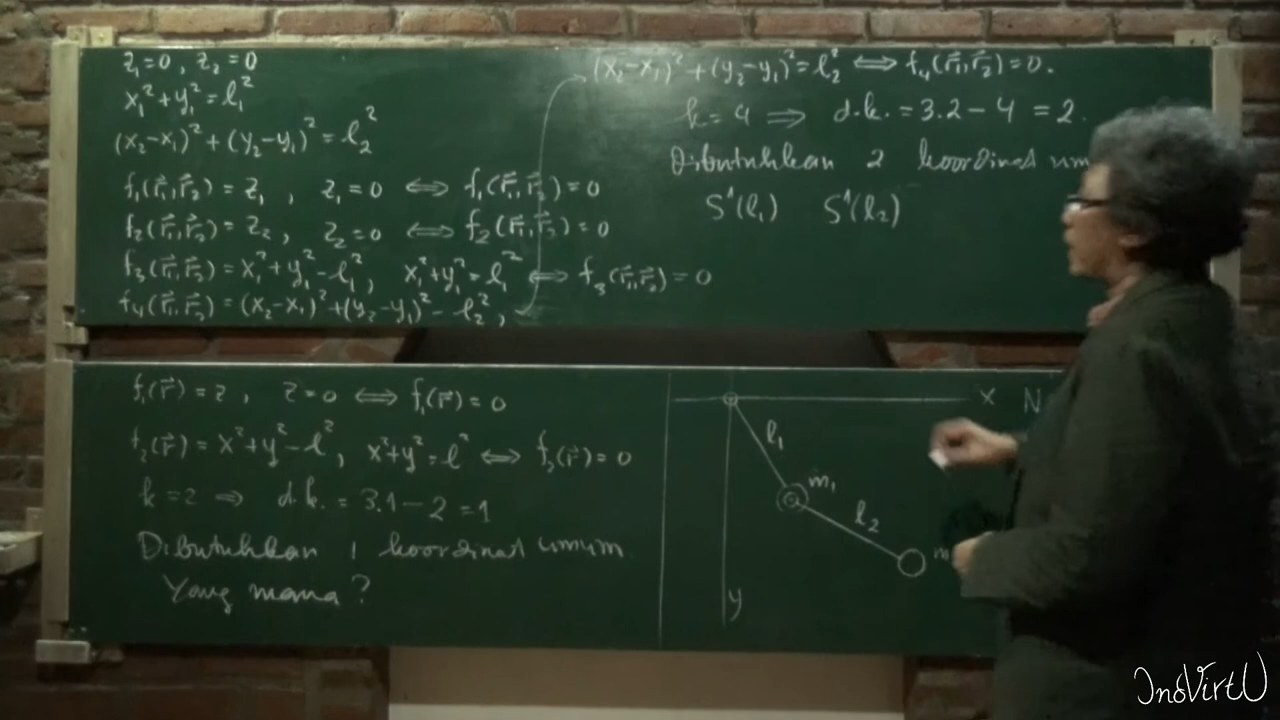 z₁=0, z₂=0
x₁²+y₁²=l₁²
(x₂-x₁)²+(y₂-y₁)²=l₂²
f₁(r⃗₁,r⃗₂)=z₁, z₁=0 ⇔ f₁(r⃗₁,r⃗₂)=0
f₂(r⃗₁,r⃗₂)=z₂, z₂=0 ⇔ f₂(r⃗₁,r⃗₂)=0
f₃(r⃗₁,r⃗₂)=x₁²+y₁²-l₁², x₁²+y₁²=l₁² ⇔ f₃(r⃗₁,r⃗₂)=0
f₄(r⃗₁,r⃗₂)=(x₂-x₁)²+(y₂-y₁)²-l₂²,
(x₂-x₁)²+(y₂-y₁)²=l₂² ⇔ f₄(r⃗₁,r⃗₂)=0.
k=4 ⇒ d.k.=3.2-4=2.
Dibutuhkan 2 koordinat um
S¹(l₁) S¹(l₂)
f₁(r⃗)=z, z=0 ⇔ f₁(r⃗)=0
f₂(r⃗)=x²+y²-l², x²+y²=l² ⇔ f₂(r⃗)=0
k=2 ⇒ d.k.=3.1-2=1
Dibutuhkan 1 koordinat umum.
Yang mana?
x N
l₁
m₁
l₂
m
y
InoVirtU